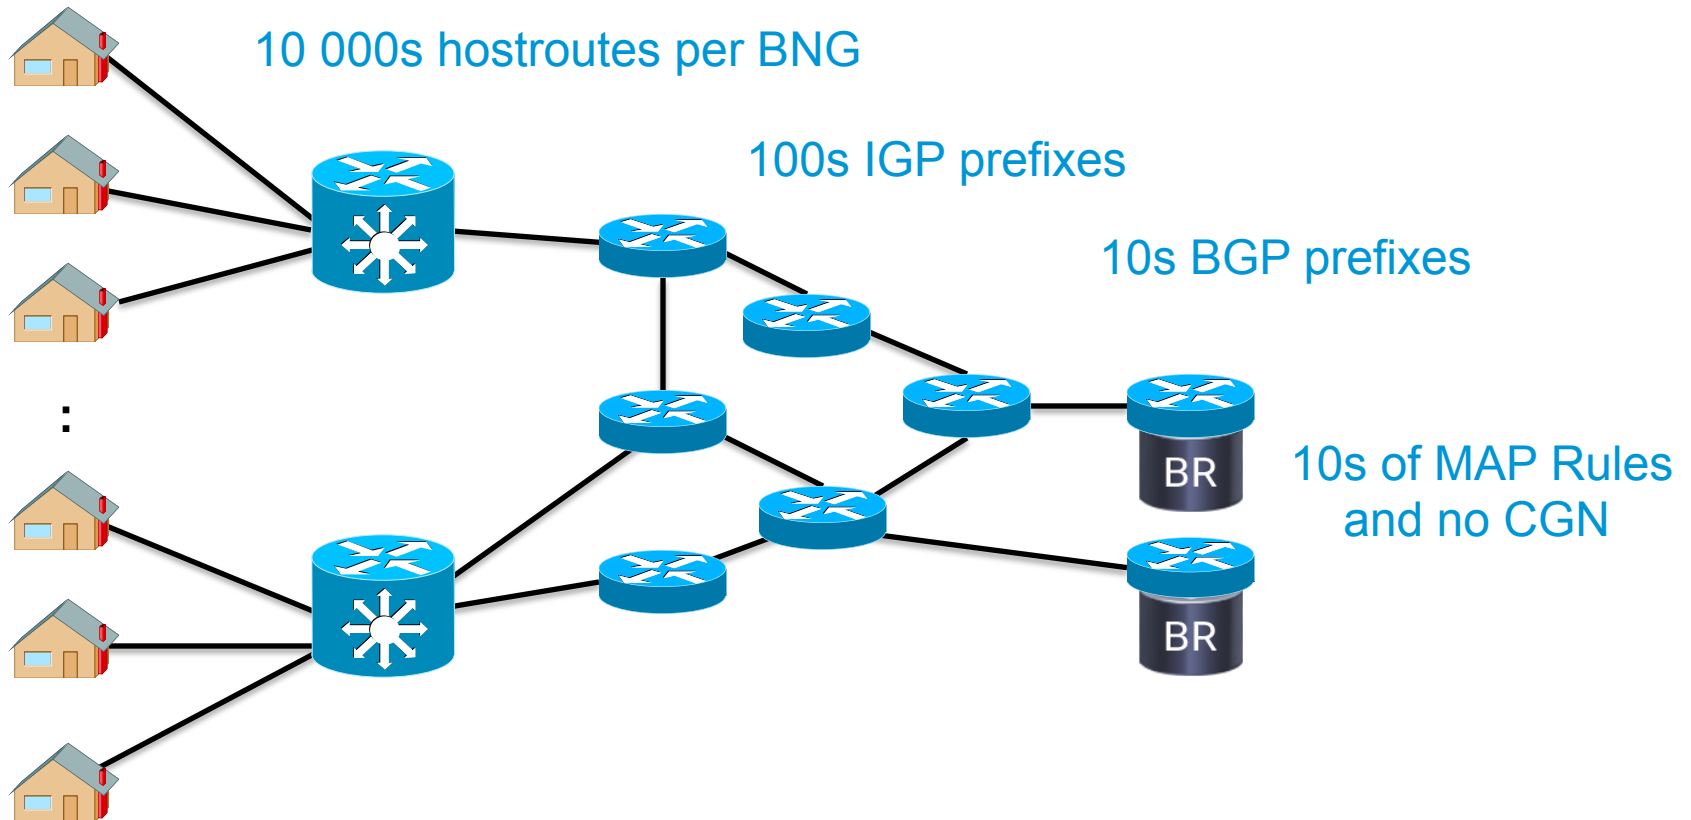 10 000s hostroutes per BNG
100s IGP prefixes
10s BGP prefixes
:
BR
10s of MAP Rules
and no CGN
BR